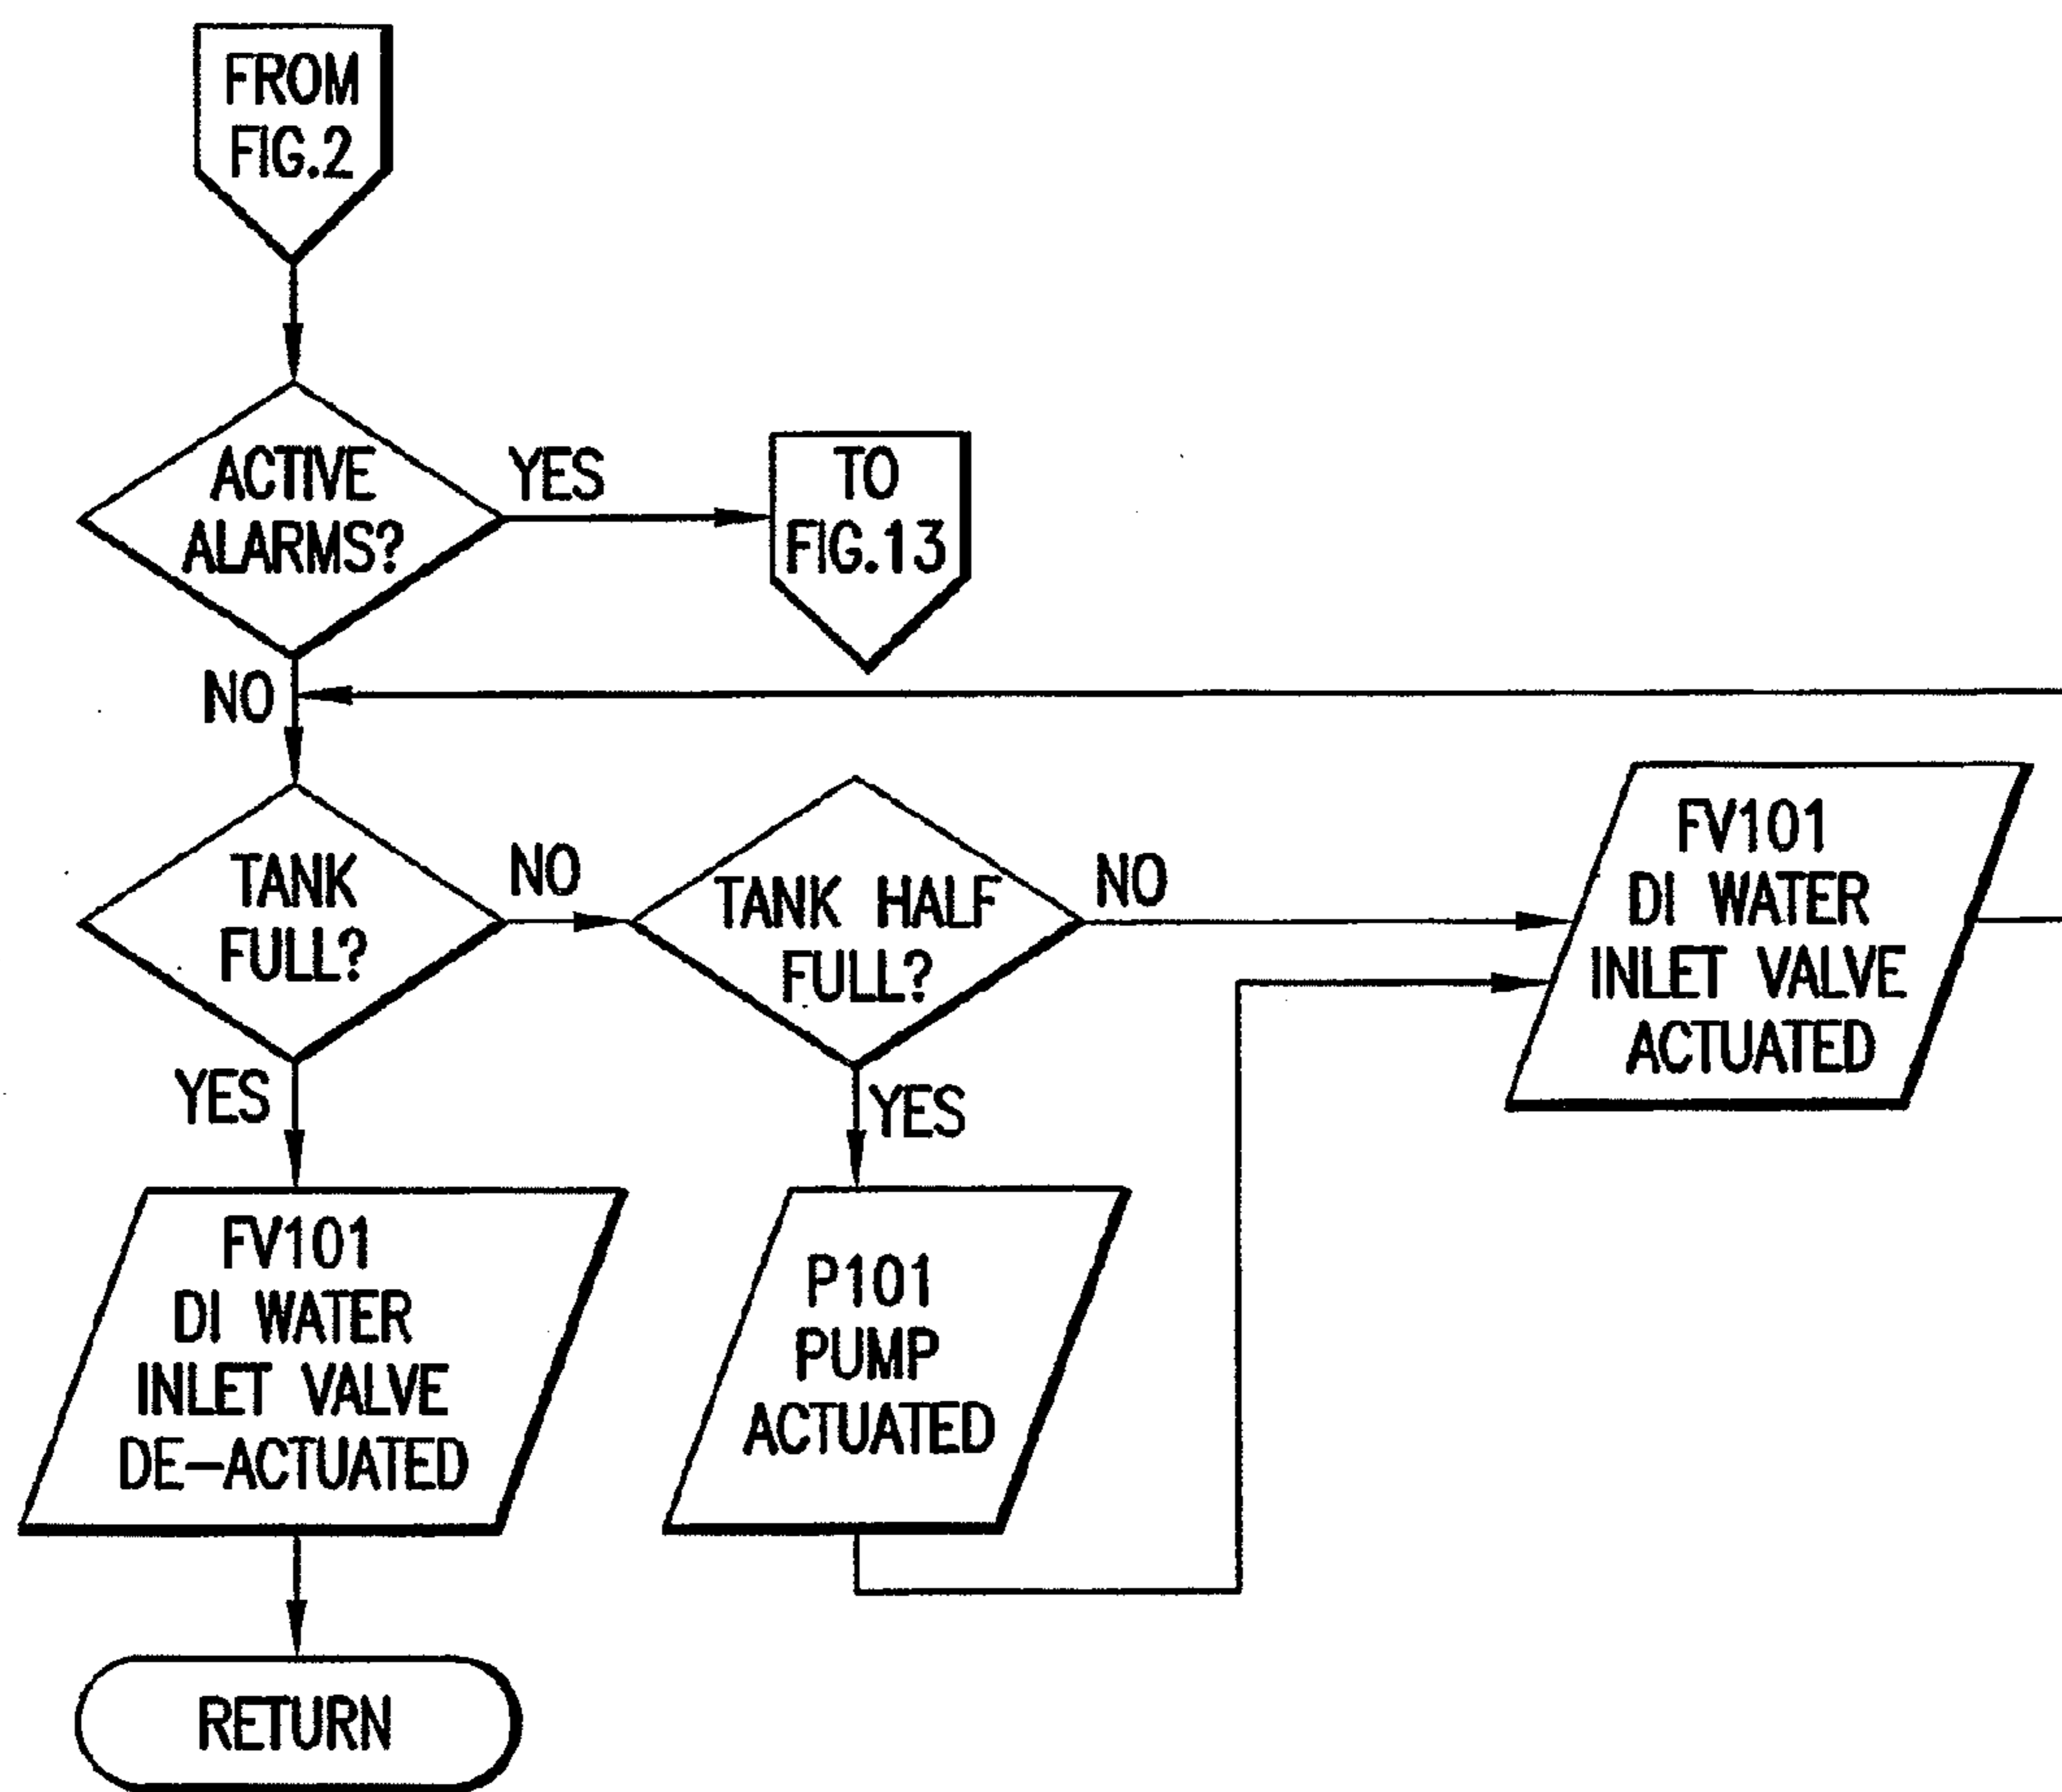 FROM
FIG.2
ACTIVE
ALARMS?
YES
TO
FIG.13
NO
TANK
FULL?
NO
TANK HALF
FULL?
NO
FV101
DI WATER
INLET VALVE
ACTUATED
YES
YES
FV101
DI WATER
INLET VALVE
DE-ACTUATED
P101
PUMP
ACTUATED
RETURN